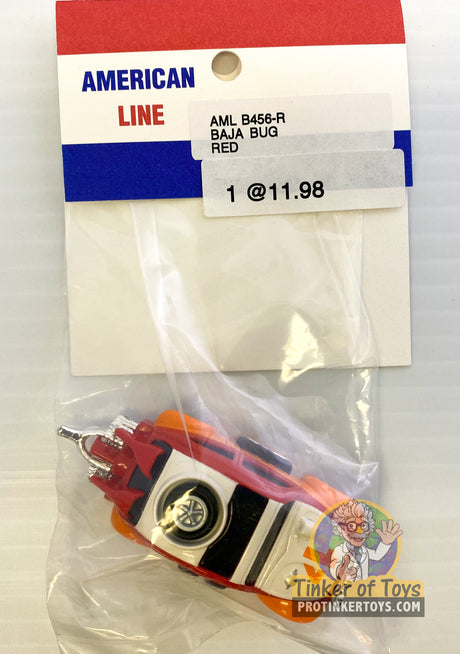 AMERICAN
LINE
AML B456-R
BAJA BUG
RED
1 @11.98
Tinker of Toys
PROTINKERTOYS.COM